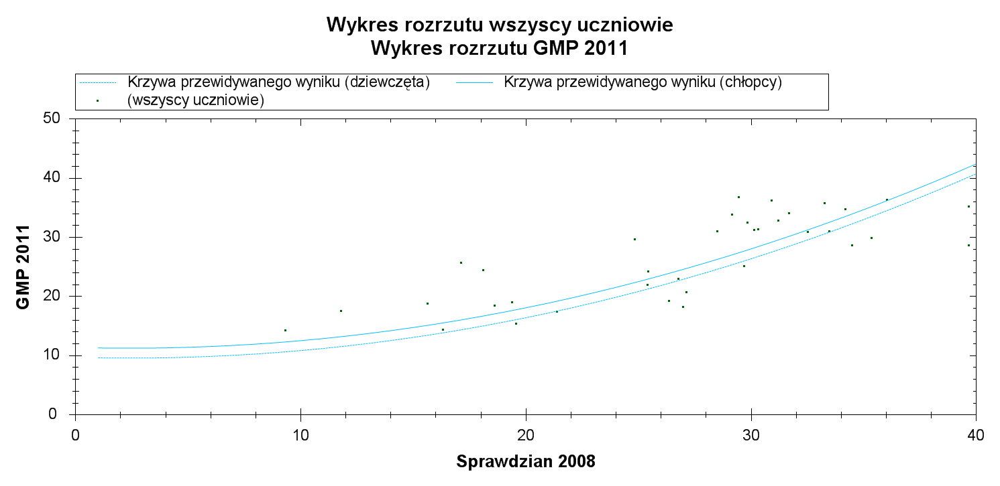 Wykres rozrzutu wszyscy uczniowie
Wykres rozrzutu GMP 2011
Krzywa przewidywanego wyniku (dziewczęta) Krzywa przewidywanego wyniku (chłopcy)
(wszyscy uczniowie)
50
40
30
20
10
0
GMP 2011
0 10 20 30 40
Sprawdzian 2008